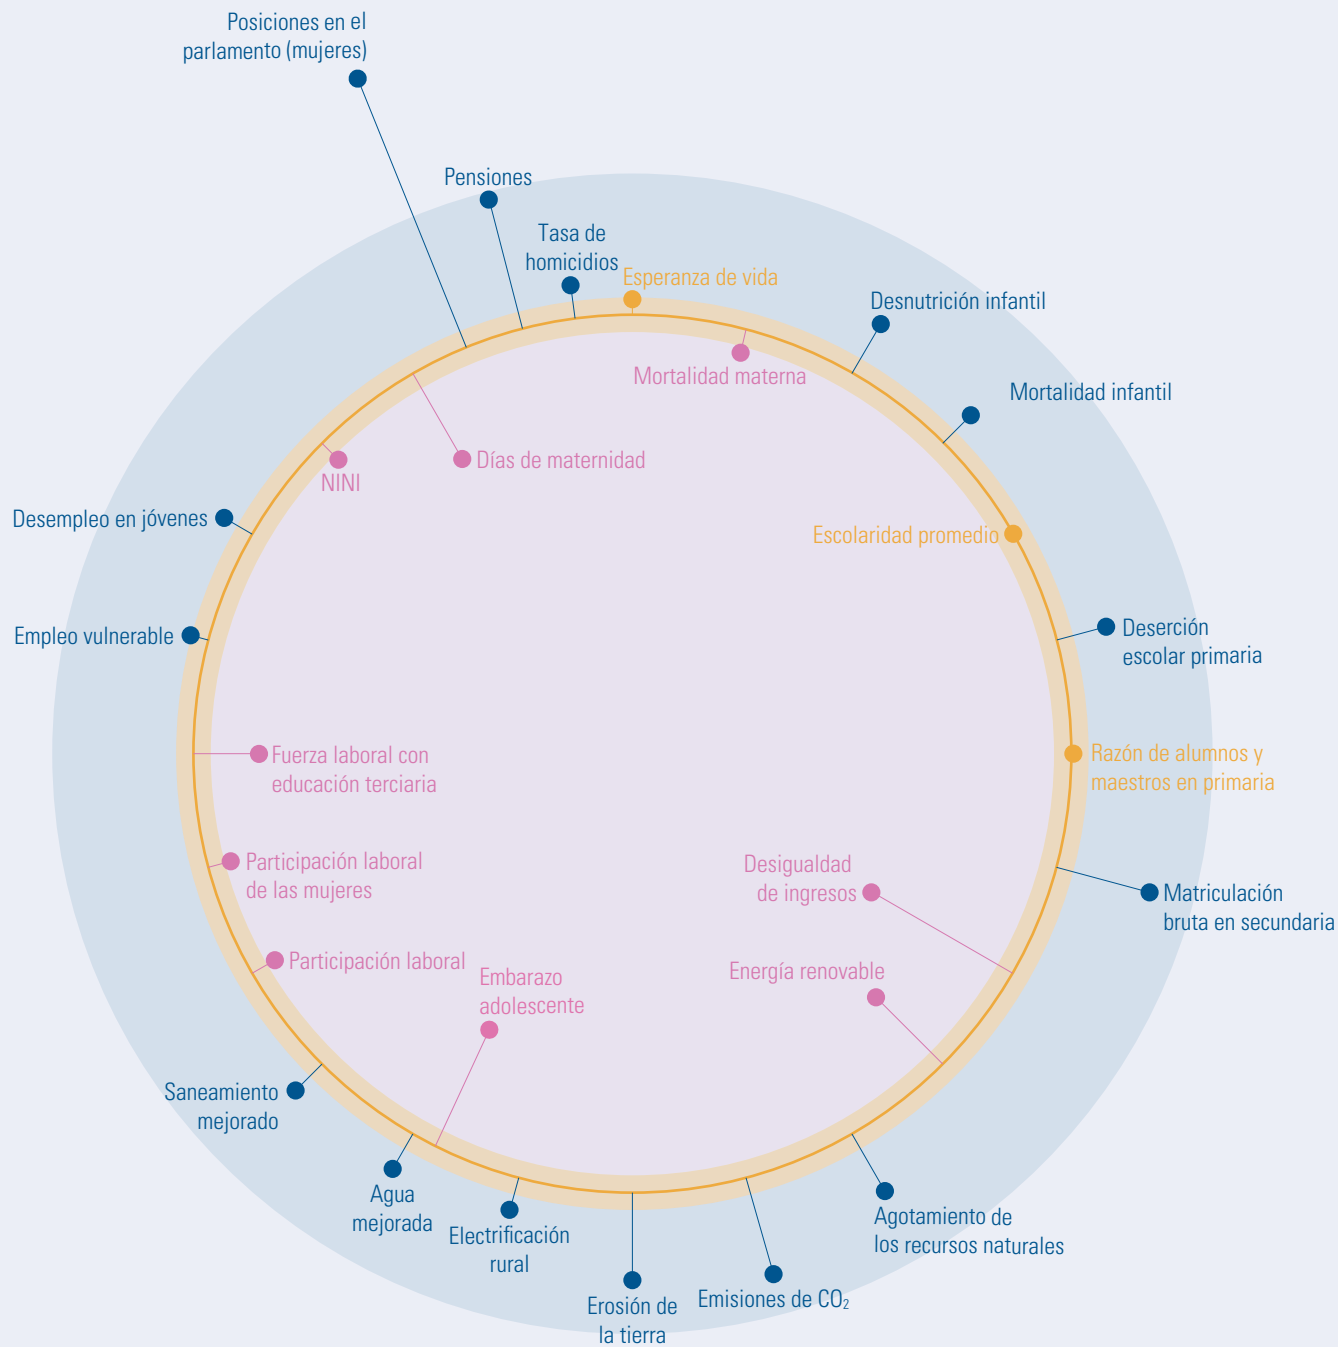 Posiciones en el
parlamento (mujeres)
Pensiones
Tasa de
homicidios
Esperanza de vida
Desnutrición infantil
Mortalidad materna
Mortalidad infantil
Días de maternidad
NINI
Desempleo en jóvenes
Escolaridad promedio
Empleo vulnerable
Deserción
escolar primaria
Fuerza laboral con
educación terciaria
Razón de alumnos y
maestros en primaria
Participación laboral
de las mujeres
Desigualdad
de ingresos
Matriculación
bruta en secundaria
Participación laboral
Embarazo
adolescente
Energía renovable
Saneamiento
mejorado
Agua
mejorada
Electrificación
rural
Agotamiento de
los recursos naturales
Erosión de
la tierra
Emisiones de CO₂